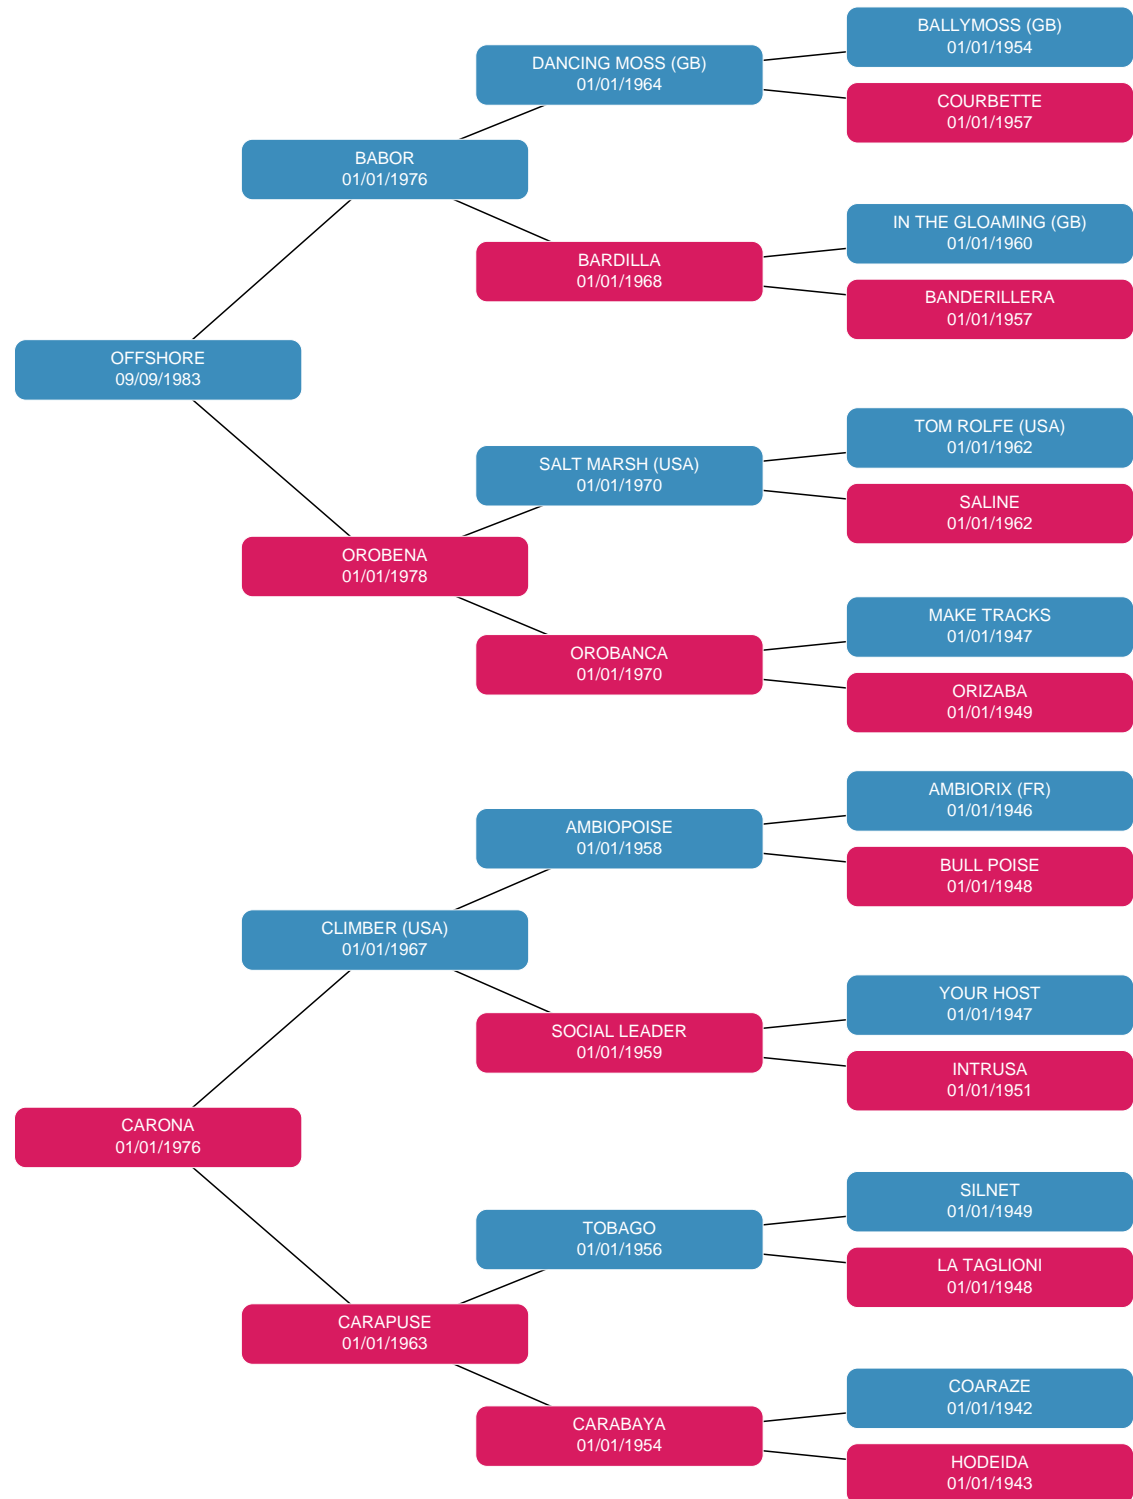 BALLYMOSS (GB)
01/01/1954
DANCING MOSS (GB)
01/01/1964
COURBETTE
01/01/1957
BABOR
01/01/1976
IN THE GLOAMING (GB)
01/01/1960
BARDILLA
01/01/1968
BANDERILLERA
01/01/1957
OFFSHORE
09/09/1983
TOM ROLFE (USA)
01/01/1962
SALT MARSH (USA)
01/01/1970
SALINE
01/01/1962
OROBENA
01/01/1978
MAKE TRACKS
01/01/1947
OROBANCA
01/01/1970
ORIZABA
01/01/1949
AMBIORIX (FR)
01/01/1946
AMBIOPOISE
01/01/1958
BULL POISE
01/01/1948
CLIMBER (USA)
01/01/1967
YOUR HOST
01/01/1947
SOCIAL LEADER
01/01/1959
INTRUSA
01/01/1951
CARONA
01/01/1976
SILNET
01/01/1949
TOBAGO
01/01/1956
LA TAGLIONI
01/01/1948
CARAPUSE
01/01/1963
COARAZE
01/01/1942
CARABAYA
01/01/1954
HODEIDA
01/01/1943